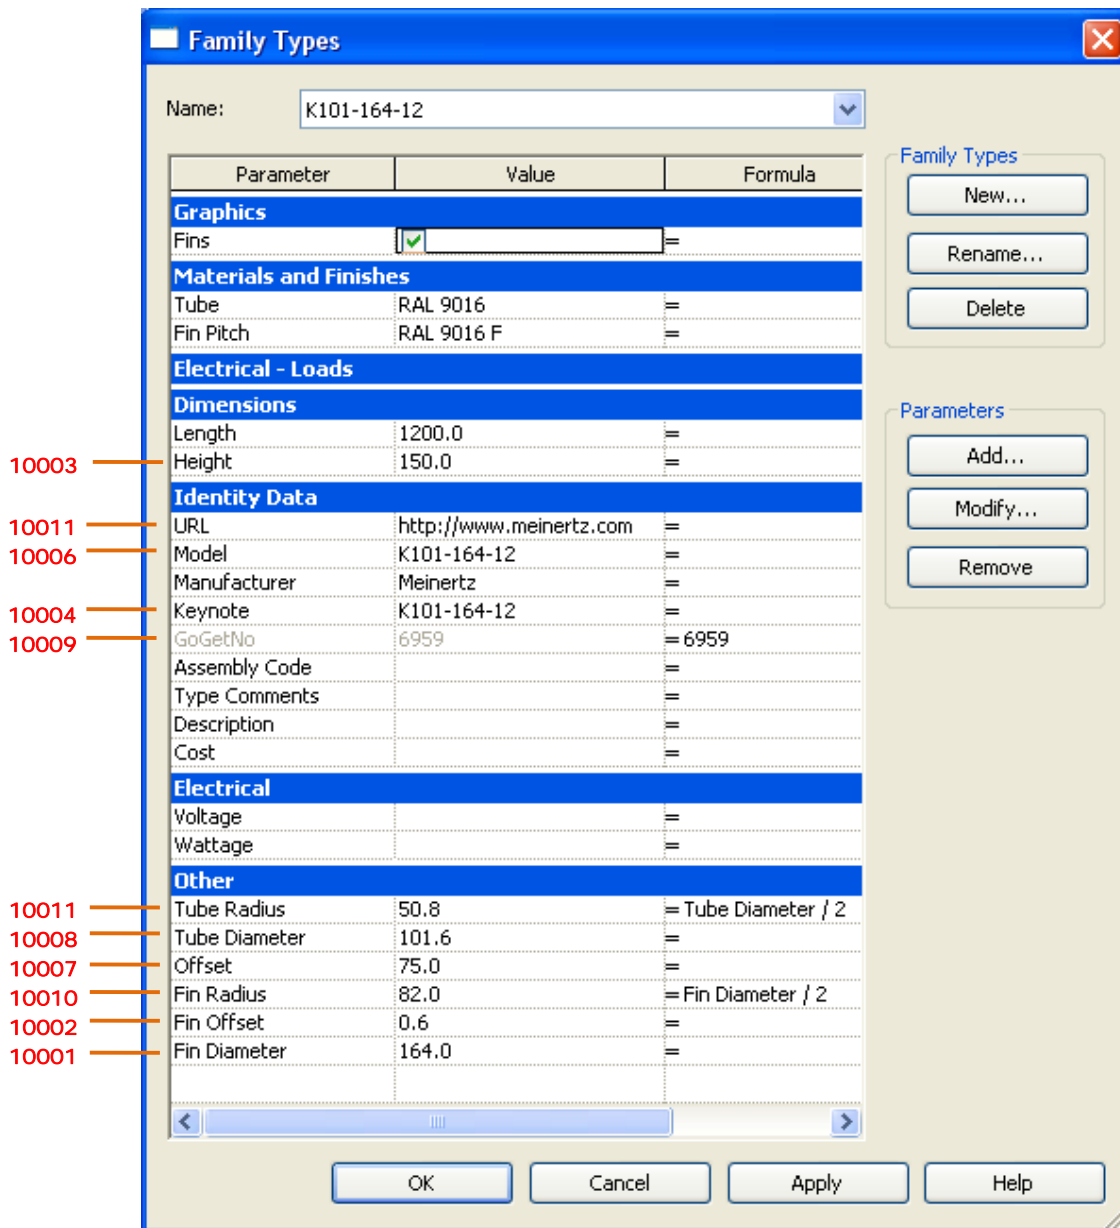 Family Types
Name: K101-164-12
Parameter Value Formula
Graphics
Fins =
Materials and Finishes
Tube RAL 9016 =
Fin Pitch RAL 9016 F =
Electrical - Loads
Dimensions
Length 1200.0 =
10003 Height 150.0 =
Identity Data
10011 URL http://www.meinertz.com =
10006 Model K101-164-12 =
Manufacturer Meinertz =
10004 Keynote K101-164-12 =
10009 GoGetNo 6959 = 6959
Assembly Code =
Type Comments =
Description =
Cost =
Electrical
Voltage =
Wattage =
Other
10011 Tube Radius 50.8 = Tube Diameter / 2
10008 Tube Diameter 101.6 =
10007 Offset 75.0 =
10010 Fin Radius 82.0 = Fin Diameter / 2
10002 Fin Offset 0.6 =
10001 Fin Diameter 164.0 =
Family Types
New...
Rename...
Delete
Parameters
Add...
Modify...
Remove
OK Cancel Apply Help